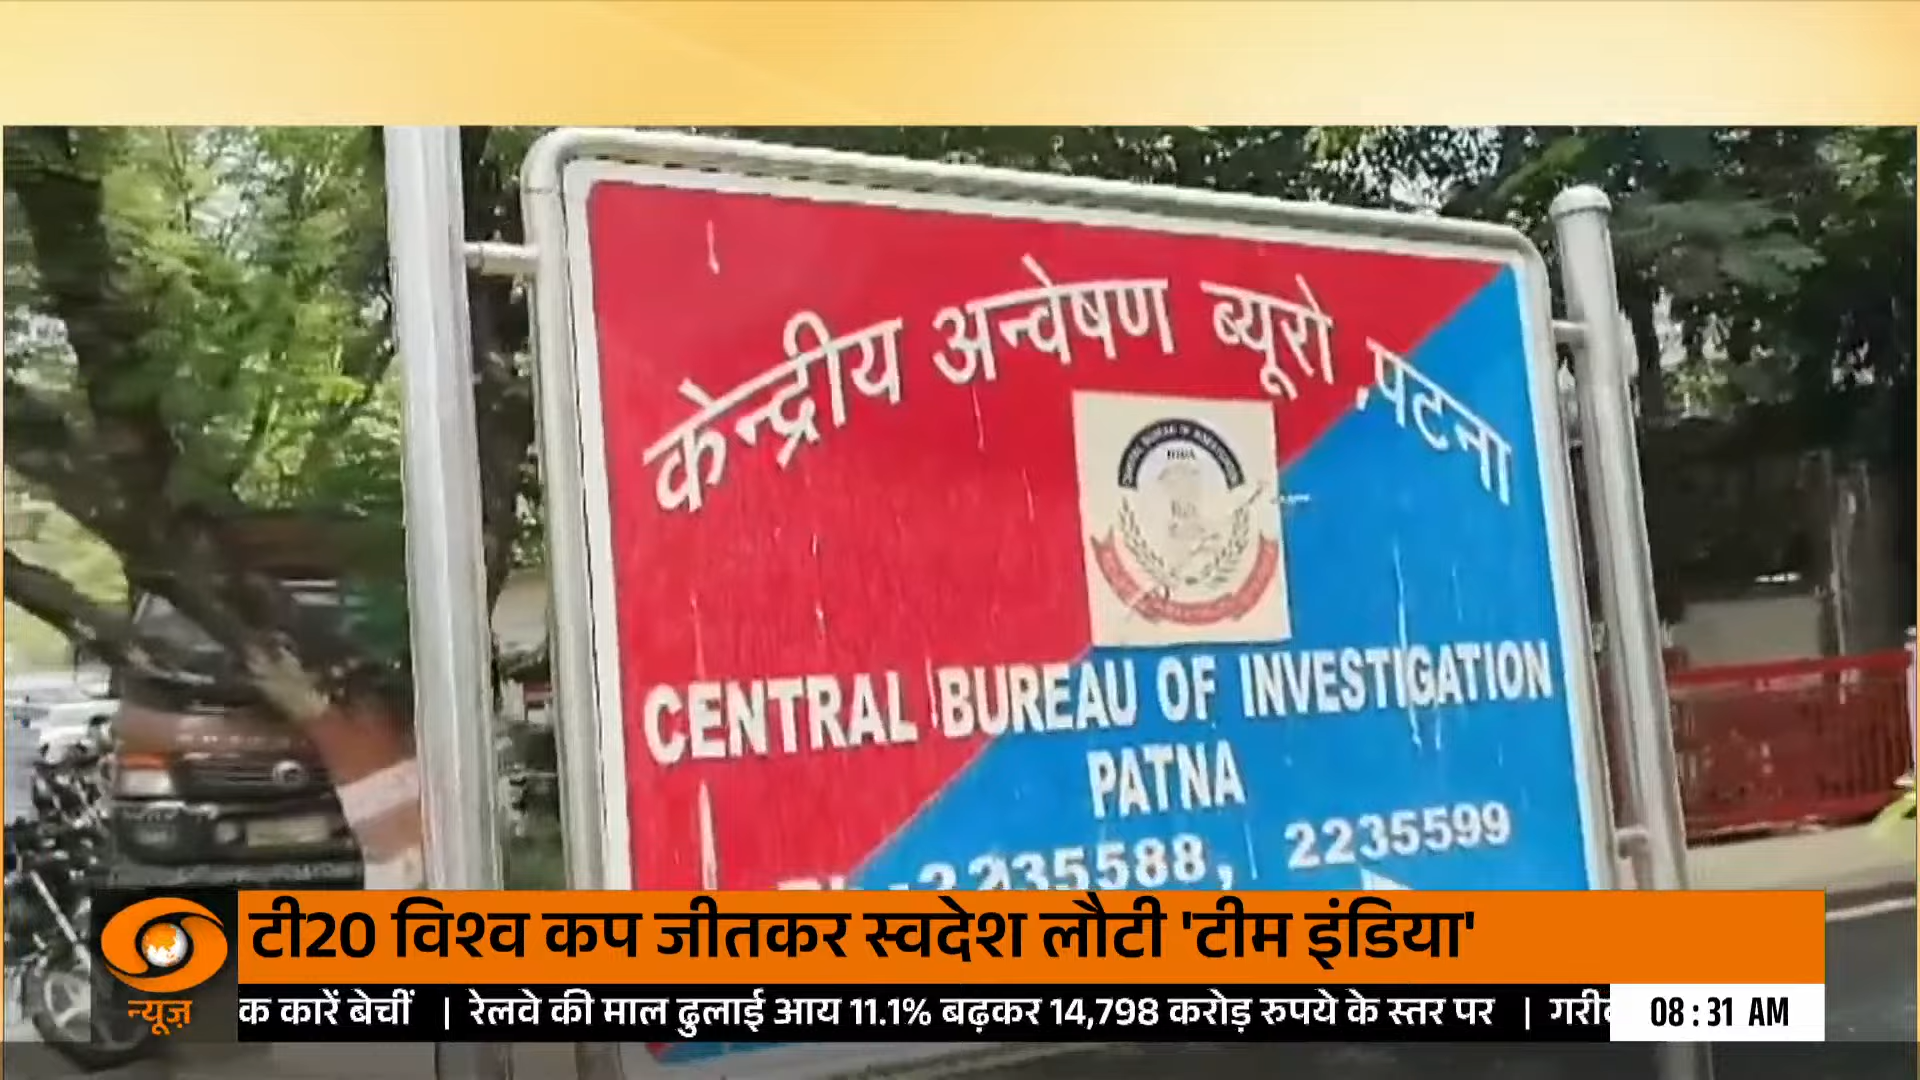 केन्द्रीय अन्वेषण ब्यूरो ,पटना
CENTRAL BUREAU OF INVESTIGATION
PATNA
2235588, 2235599
टी20 विश्व कप जीतकर स्वदेश लौटी 'टीम इंडिया'
न्यूज़
क कारें बेचीं | रेलवे की माल ढुलाई आय 11.1% बढ़कर 14,798 करोड़ रुपये के स्तर पर |
08:31 AM